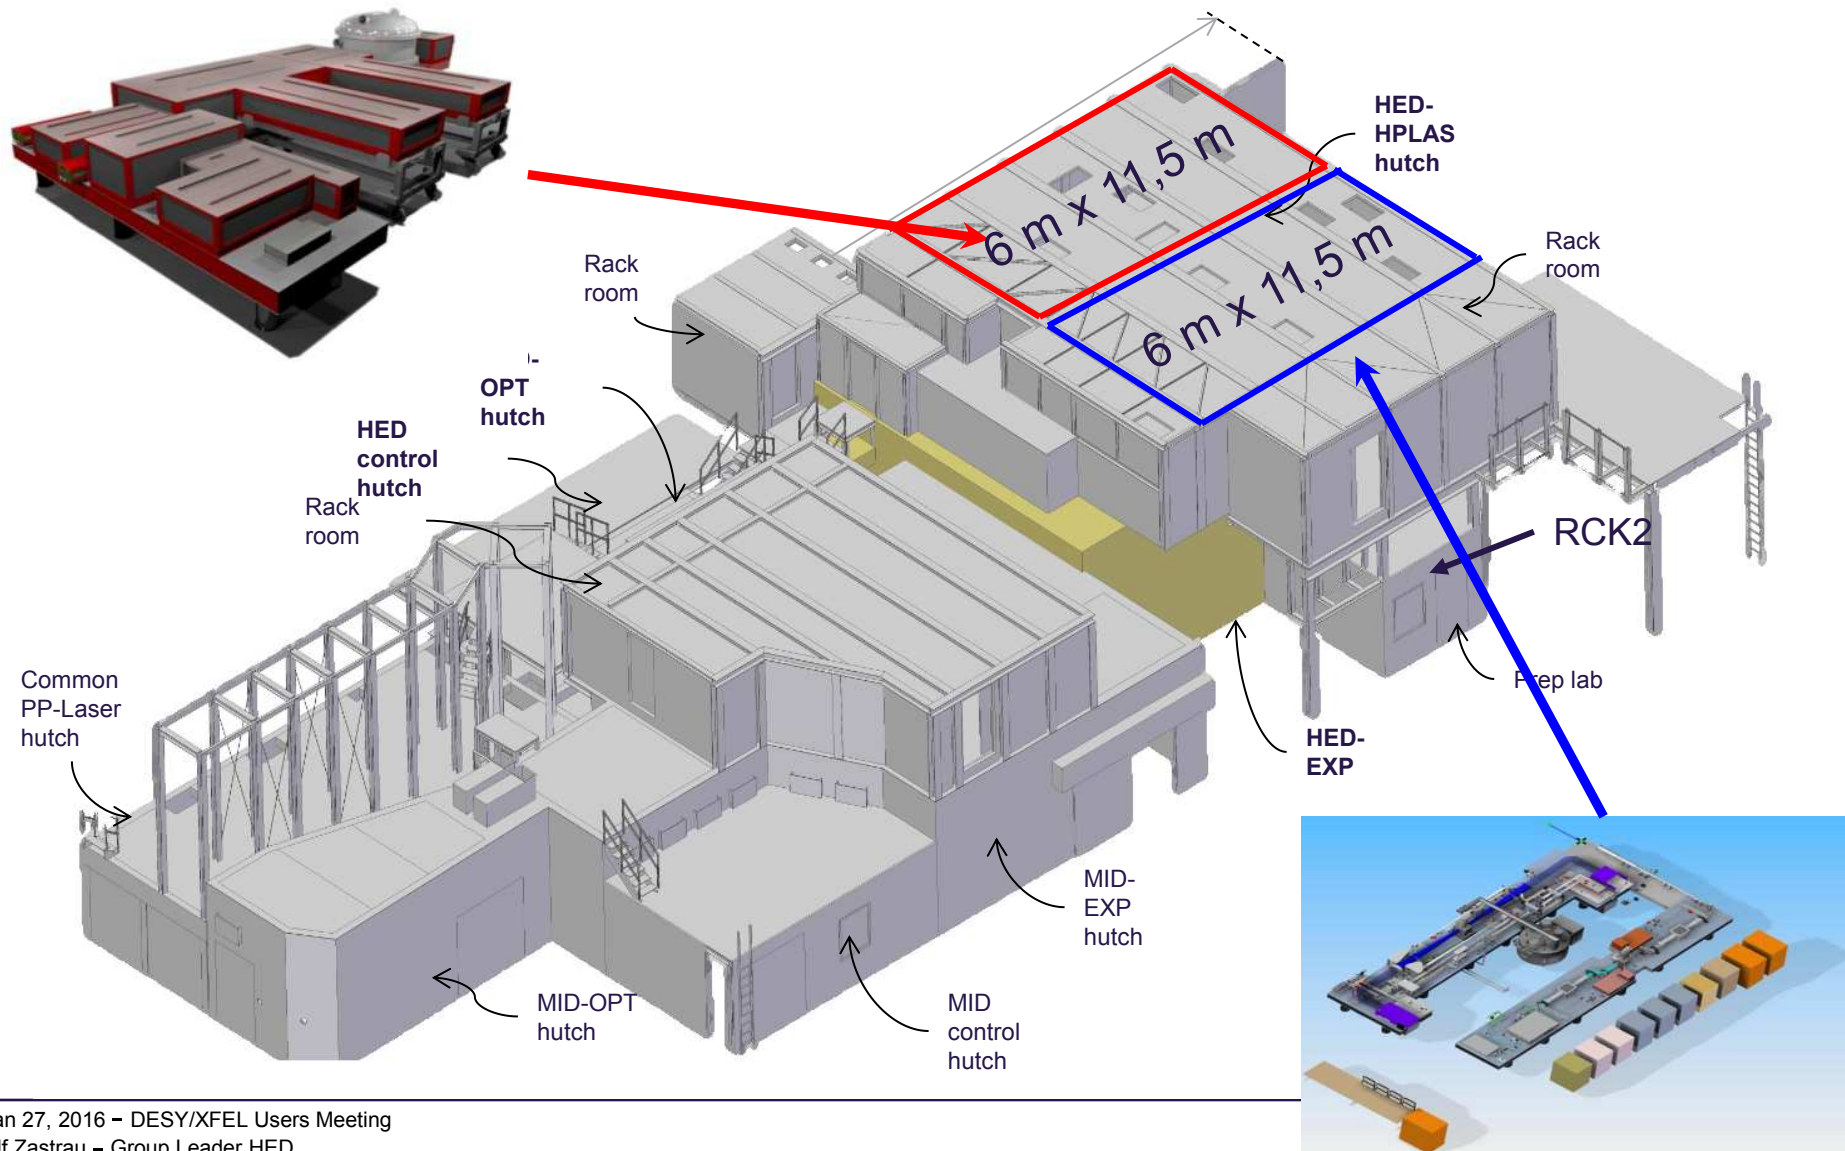 HED-
HPLAS
hutch
6 m x 11,5 m
6 m x 11,5 m
Rack
room
Rack
room
OPT
hutch
HED
control
hutch
Rack
room
RCK2
Common
PP-Laser
hutch
Prep lab
HED-
EXP
MID-
EXP
hutch
MID-OPT
hutch
MID
control
hutch
27, 2016 – DESY/XFEL Users Meeting
Zastrau – Group Leader HED